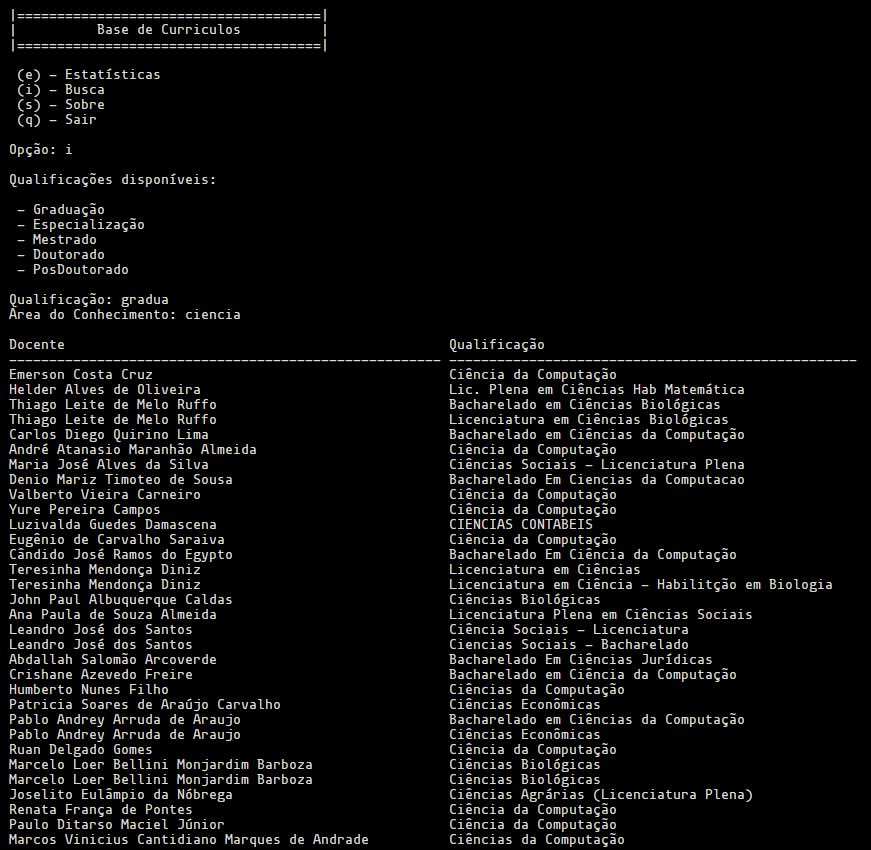 |======================================|
| Base de Curriculos |
|======================================|
(e) – Estatísticas
(i) – Busca
(s) – Sobre
(q) – Sair
Opção: i
Qualificações disponíveis:
– Graduação
– Especialização
– Mestrado
– Doutorado
– PosDoutorado
Qualificação: gradua
Área do Conhecimento: ciencia
Docente Qualificação
Emerson Costa Cruz Ciência da Computação
Helder Alves de Oliveira Lic. Plena em Ciências Hab Matemática
Thiago Leite de Melo Ruffo Bacharelado em Ciências Biológicas
Thiago Leite de Melo Ruffo Licenciatura em Ciências Biológicas
Carlos Diego Quirino Lima Bacharelado em Ciências da Computação
André Atanasio Maranhão Almeida Ciência da Computação
Maria José Alves da Silva Ciências Sociais – Licenciatura Plena
Denio Mariz Timoteo de Sousa Bacharelado Em Ciencias da Computacao
Valberto Vieira Carneiro Ciência da Computação
Yure Pereira Campos Ciência da Computação
Luzivalda Guedes Damascena CIENCIAS CONTABEIS
Eugênio de Carvalho Saraiva Ciência da Computação
Cândido José Ramos do Egypto Bacharelado Em Ciência da Computação
Teresinha Mendonça Diniz Licenciatura em Ciências
Teresinha Mendonça Diniz Licenciatura em Ciência – Habilitção em Biologia
John Paul Albuquerque Caldas Ciências Biológicas
Ana Paula de Souza Almeida Licenciatura Plena em Ciências Sociais
Leandro José dos Santos Ciência Sociais – Licenciatura
Leandro José dos Santos Ciencias Sociais – Bacharelado
Abdallah Salomão Arcoverde Bacharelado Em Ciências Jurídicas
Crishane Azevedo Freire Bacharelado em Ciência da Computação
Humberto Nunes Filho Ciências da Computação
Patricia Soares de Araújo Carvalho Ciências Econômicas
Pablo Andrey Arruda de Araujo Bacharelado em Ciências da Computação
Pablo Andrey Arruda de Araujo Ciências Econômicas
Ruan Delgado Gomes Ciência da Computação
Marcelo Loer Bellini Monjardim Barboza Ciências Biológicas
Marcelo Loer Bellini Monjardim Barboza Ciências Biológicas
Joselito Eulâmpio da Nóbrega Ciências Agrárias (Licenciatura Plena)
Renata França de Pontes Ciência da Computação
Paulo Ditarso Maciel Júnior Ciência da Computação
Marcos Vinicius Cantidiano Marques de Andrade Ciências da Computação